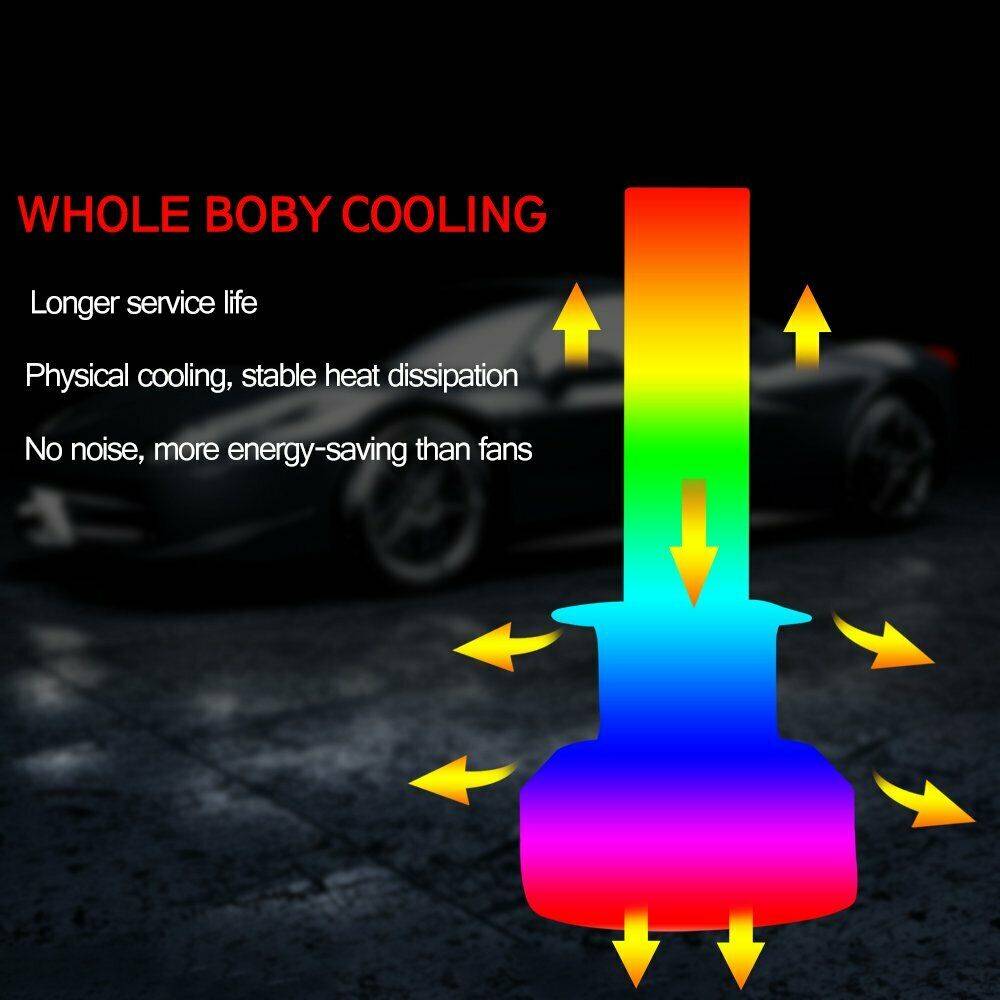 WHOLE BOBY COOLING
Longer service life
Physical cooling, stable heat dissipation
No noise, more energy-saving than fans